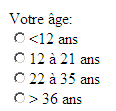 Votre âge:
<12 ans
12 à 21 ans
22 à 35 ans
> 36 ans